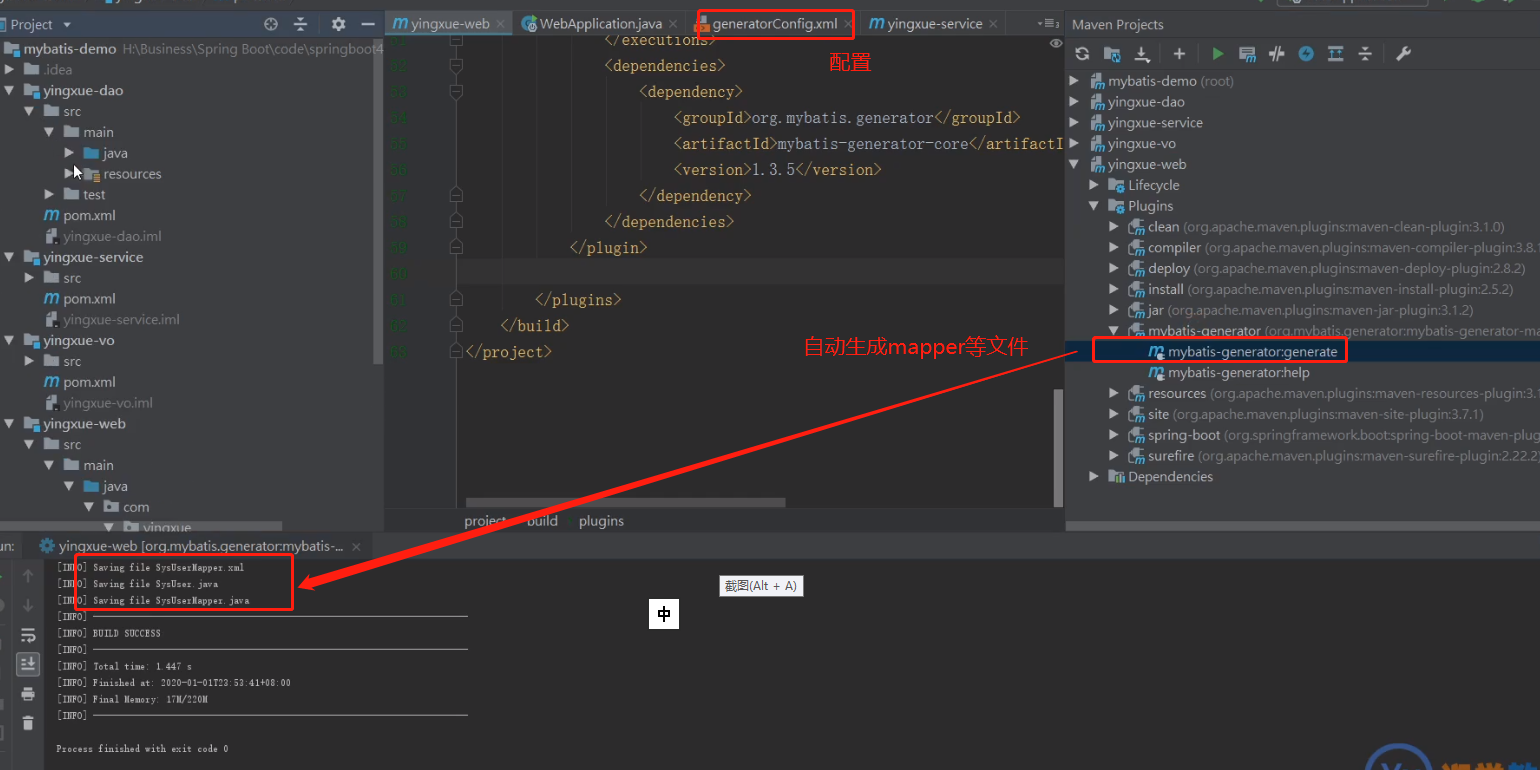 Project
mybatis-demo H:\Business\Spring Boot\code\springboot4
.idea
yingxue-dao
src
main
java
resources
test
pom.xml
yingxue-dao.iml
yingxue-service
src
pom.xml
yingxue-service.iml
yingxue-vo
src
pom.xml
yingxue-vo.iml
yingxue-web
src
main
java
com
yingxue
yingxue-web
WebApplication.java
generatorConfig.xml
yingxue-service
配置
</executions>
<dependencies>
<dependency>
<groupId>org.mybatis.generator</groupId>
<artifactId>mybatis-generator-core</artifactI
<version>1.3.5</version>
</dependency>
</dependencies>
</plugin>
</plugins>
</build>
</project>
自动生成mapper等文件
project build plugins
Maven Projects
mybatis-demo (root)
yingxue-dao
yingxue-service
yingxue-vo
yingxue-web
Lifecycle
Plugins
clean (org.apache.maven.plugins:maven-clean-plugin:3.1.0)
compiler (org.apache.maven.plugins:maven-compiler-plugin:3.8.
deploy (org.apache.maven.plugins:maven-deploy-plugin:2.8.2)
install (org.apache.maven.plugins:maven-install-plugin:2.5.2)
jar (org.apache.maven.plugins:maven-jar-plugin:3.1.2)
mybatis-generator (org.mybatis.generator:mybatis-generator-ma
mybatis-generator:generate
mybatis-generator:help
resources (org.apache.maven.plugins:maven-resources-plugin:3.1
site (org.apache.maven.plugins:maven-site-plugin:3.7.1)
spring-boot (org.springframework.boot:spring-boot-maven-plug
surefire (org.apache.maven.plugins:maven-surefire-plugin:2.22.2)
Dependencies
un: yingxue-web [org.mybatis.generator:mybatis-...
[INFO] Saving file SysUserMapper.xml
[INFO] Saving file SysUser.java
[INFO] Saving file SysUserMapper.java
[INFO]
[INFO] BUILD SUCCESS
[INFO]
[INFO] Total time: 1.447 s
[INFO] Finished at: 2020-01-01T23:53:41+08:00
[INFO] Final Memory: 17M/220M
[INFO]
Process finished with exit code 0
截图(Alt + A)
中